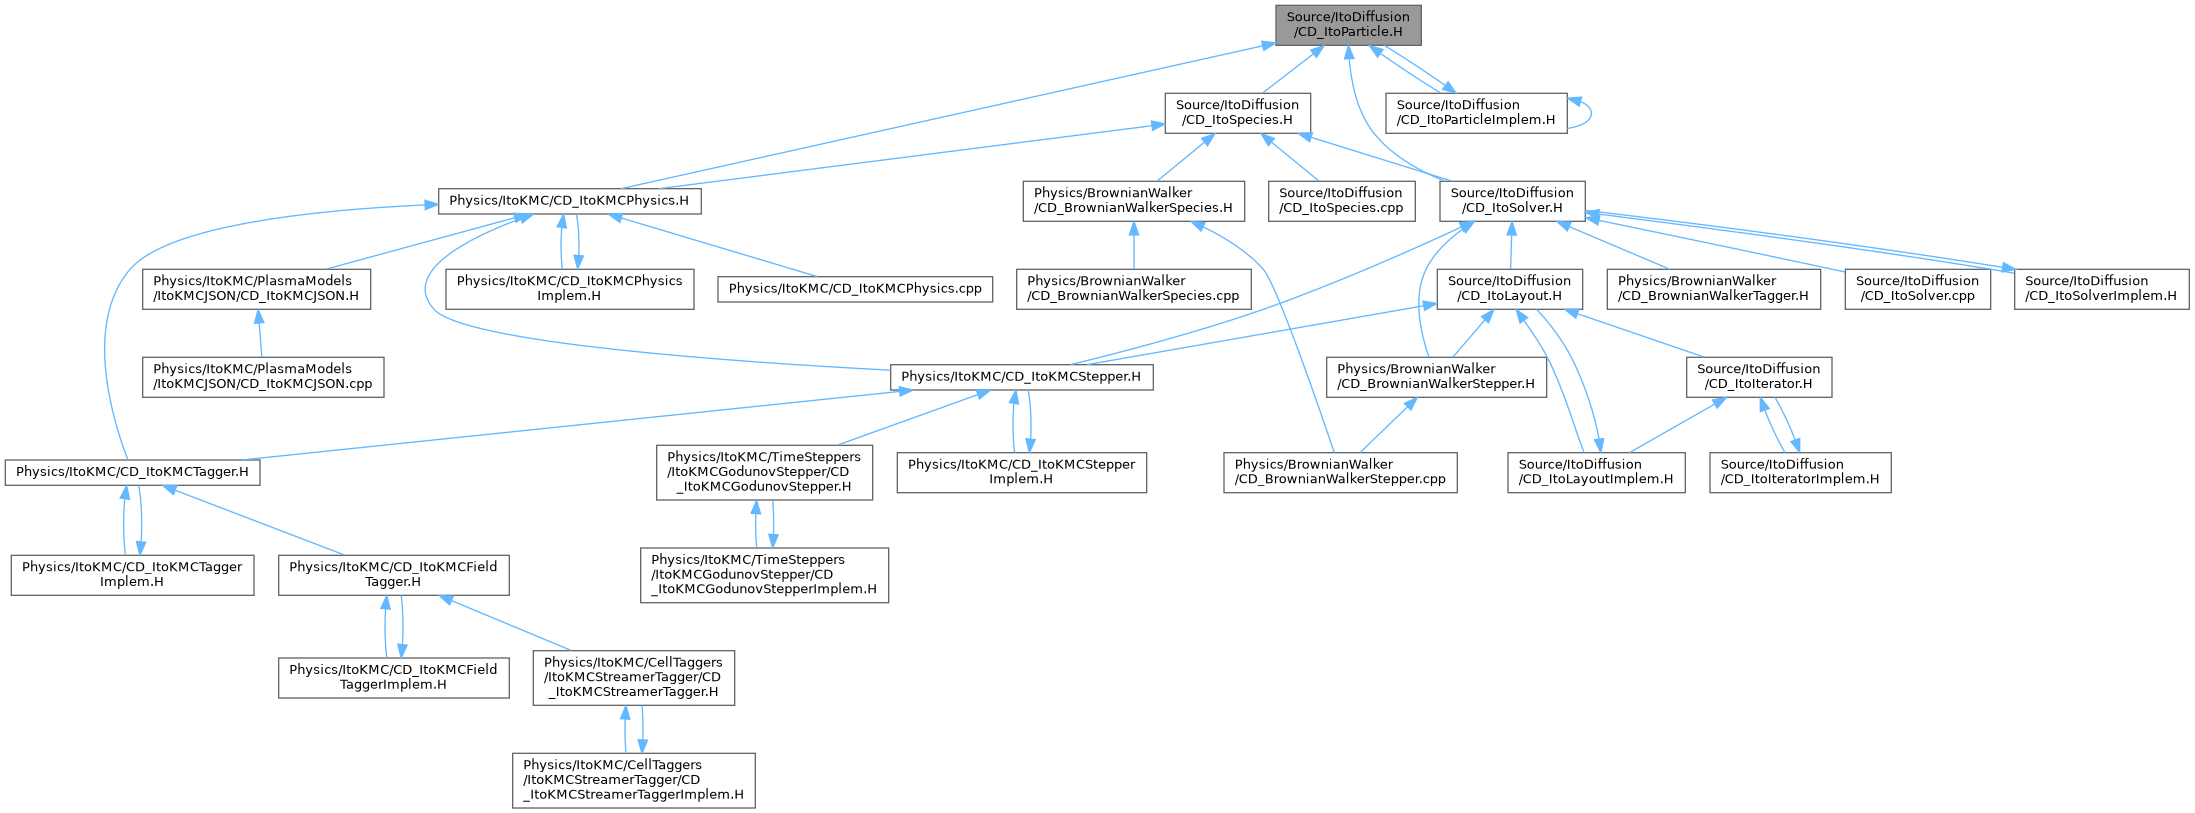 Source/ItoDiffusion
/CD_ItoParticle.H
Source/ItoDiffusion
/CD_ItoSpecies.H
Source/ItoDiffusion
/CD_ItoParticleImplem.H
Physics/ItoKMC/CD_ItoKMCPhysics.H
Physics/BrownianWalker
/CD_BrownianWalkerSpecies.H
Source/ItoDiffusion
/CD_ItoSpecies.cpp
Source/ItoDiffusion
/CD_ItoSolver.H
Physics/ItoKMC/PlasmaModels
/ItoKMCJSON/CD_ItoKMCJSON.H
Physics/ItoKMC/CD_ItoKMCPhysics
Implem.H
Physics/ItoKMC/CD_ItoKMCPhysics.cpp
Physics/BrownianWalker
/CD_BrownianWalkerSpecies.cpp
Source/ItoDiffusion
/CD_ItoLayout.H
Physics/BrownianWalker
/CD_BrownianWalkerTagger.H
Source/ItoDiffusion
/CD_ItoSolver.cpp
Source/ItoDiffusion
/CD_ItoSolverImplem.H
Physics/ItoKMC/PlasmaModels
/ItoKMCJSON/CD_ItoKMCJSON.cpp
Physics/ItoKMC/CD_ItoKMCStepper.H
Physics/BrownianWalker
/CD_BrownianWalkerStepper.H
Source/ItoDiffusion
/CD_ItoIterator.H
Physics/ItoKMC/CD_ItoKMCTagger.H
Physics/ItoKMC/TimeSteppers
/ItoKMCGodunovStepper/CD
_ItoKMCGodunovStepper.H
Physics/ItoKMC/CD_ItoKMCStepper
Implem.H
Physics/BrownianWalker
/CD_BrownianWalkerStepper.cpp
Source/ItoDiffusion
/CD_ItoLayoutImplem.H
Source/ItoDiffusion
/CD_ItoIteratorImplem.H
Physics/ItoKMC/CD_ItoKMCTagger
Implem.H
Physics/ItoKMC/CD_ItoKMCField
Tagger.H
Physics/ItoKMC/TimeSteppers
/ItoKMCGodunovStepper/CD
_ItoKMCGodunovStepperImplem.H
Physics/ItoKMC/CD_ItoKMCField
TaggerImplem.H
Physics/ItoKMC/CellTaggers
/ItoKMCStreamerTagger/CD
_ItoKMCStreamerTagger.H
Physics/ItoKMC/CellTaggers
/ItoKMCStreamerTagger/CD
_ItoKMCStreamerTaggerImplem.H